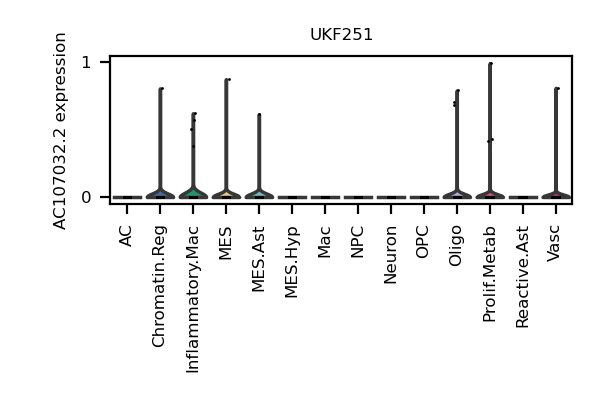 UKF251
AC107032.2 expression
1
0
AC
Chromatin.Reg
Inflammatory.Mac
MES
MES.Ast
MES.Hyp
Mac
NPC
Neuron
OPC
Oligo
Prolif.Metab
Reactive.Ast
Vasc